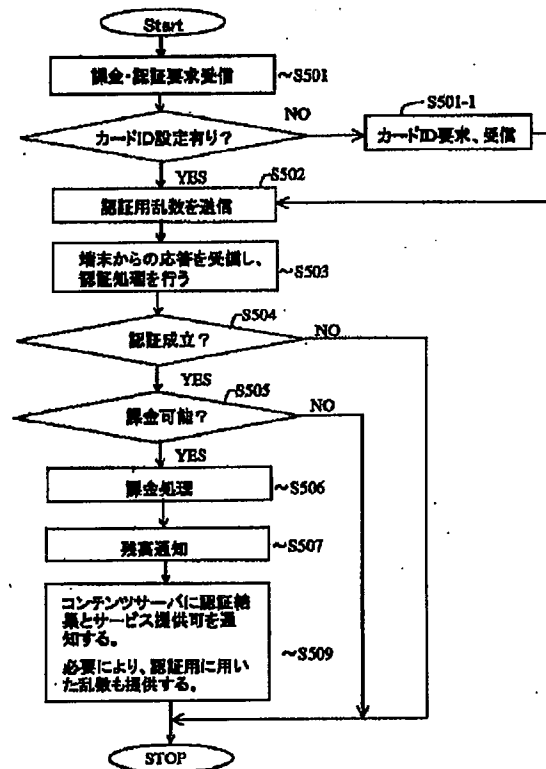 Start
課金・認証要求受信
~S501
カードID設定有り?
NO
S501-1
カードID要求、受信
YES
S502
認証用乱数を送信
端末からの応答を受信し、
認証処理を行う
~S503
S504
認証成立?
NO
YES
S505
課金可能?
NO
YES
課金処理
~S506
残高通知
~S507
コンテンツサーバに認証結
果とサービス提供可を通
知する。
必要により、認証用に用い
た乱数も提供する。
~S509
STOP